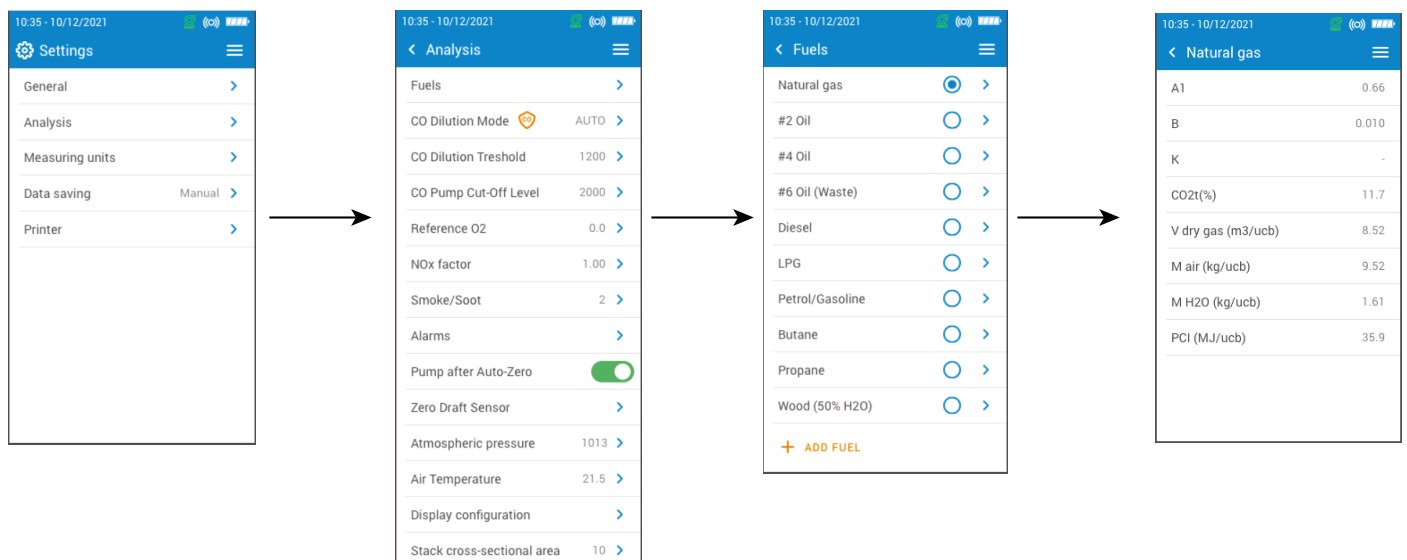 10:35 - 10/12/2021
Settings
General
Analysis
Measuring units
Data saving Manual
Printer
10:35 - 10/12/2021
Analysis
Fuels
CO Dilution Mode CO AUTO
CO Dilution Treshold 1200
CO Pump Cut-Off Level 2000
Reference O2 0.0
NOx factor 1.00
Smoke/Soot 2
Alarms
Pump after Auto-Zero
Zero Draft Sensor
Atmospheric pressure 1013
Air Temperature 21.5
Display configuration
Stack cross-sectional area 10
10:35 - 10/12/2021
Fuels
Natural gas
#2 Oil
#4 Oil
#6 Oil (Waste)
Diesel
LPG
Petrol/Gasoline
Butane
Propane
Wood (50% H2O)
+ ADD FUEL
10:35 - 10/12/2021
Natural gas
A1 0.66
B 0.010
K -
CO2t(%) 11.7
V dry gas (m3/ucb) 8.52
M air (kg/ucb) 9.52
M H2O (kg/ucb) 1.61
PCI (MJ/ucb) 35.9